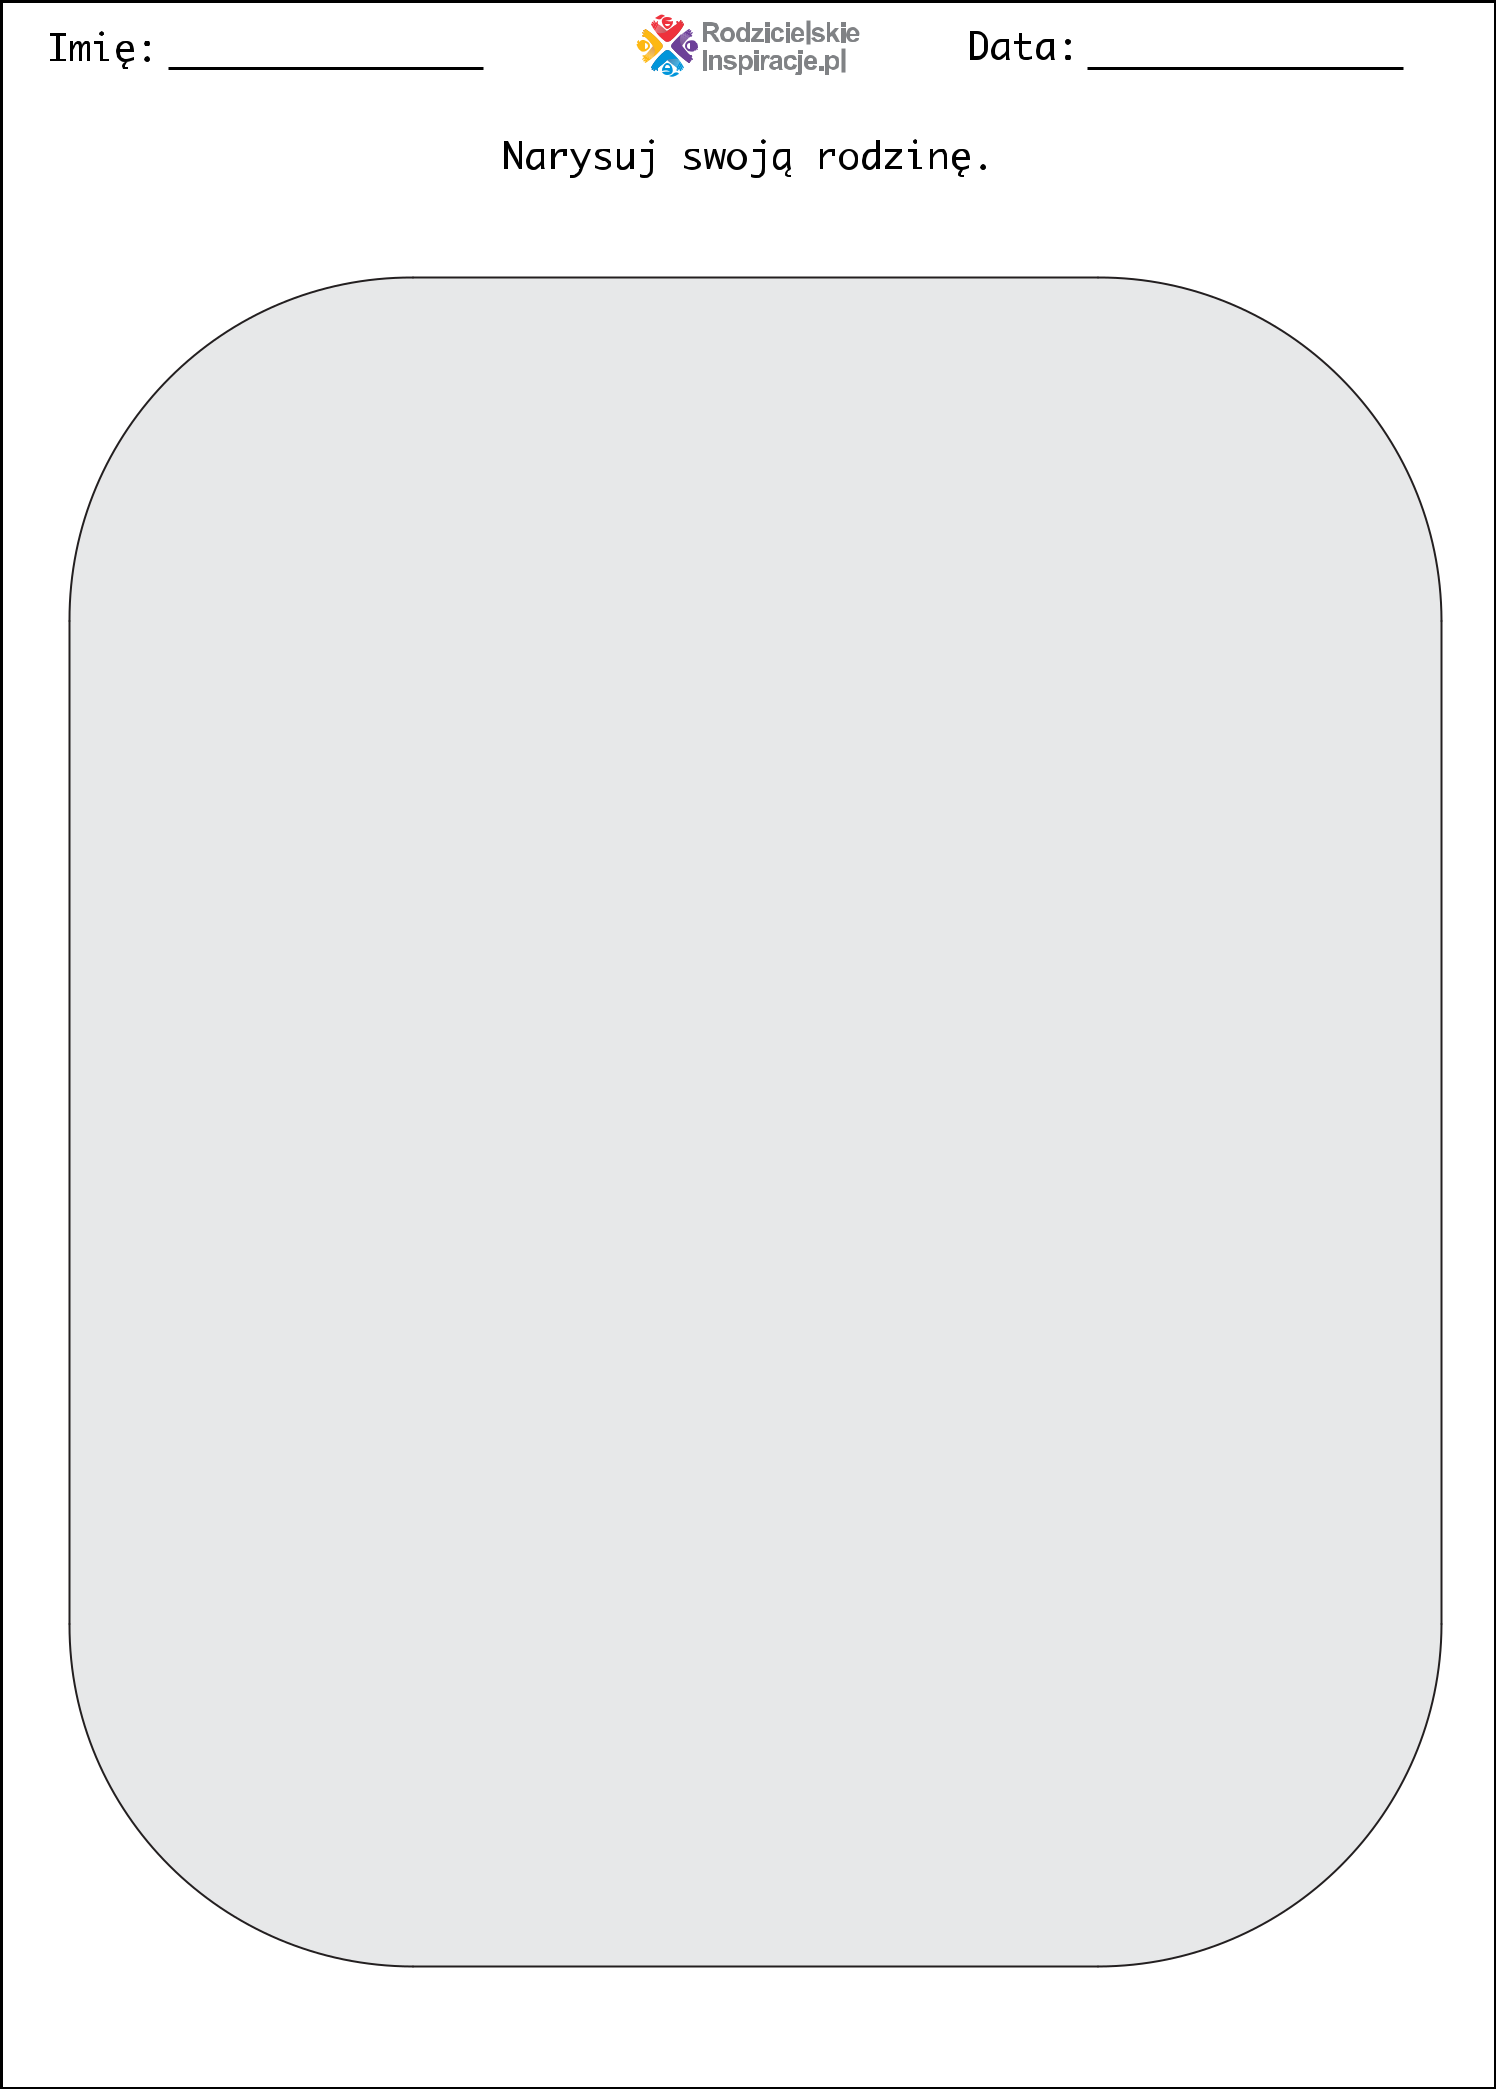 Imię:
Rodzicielskie
Inspiracje.pl
Data:
Narysuj swoją rodzinę.